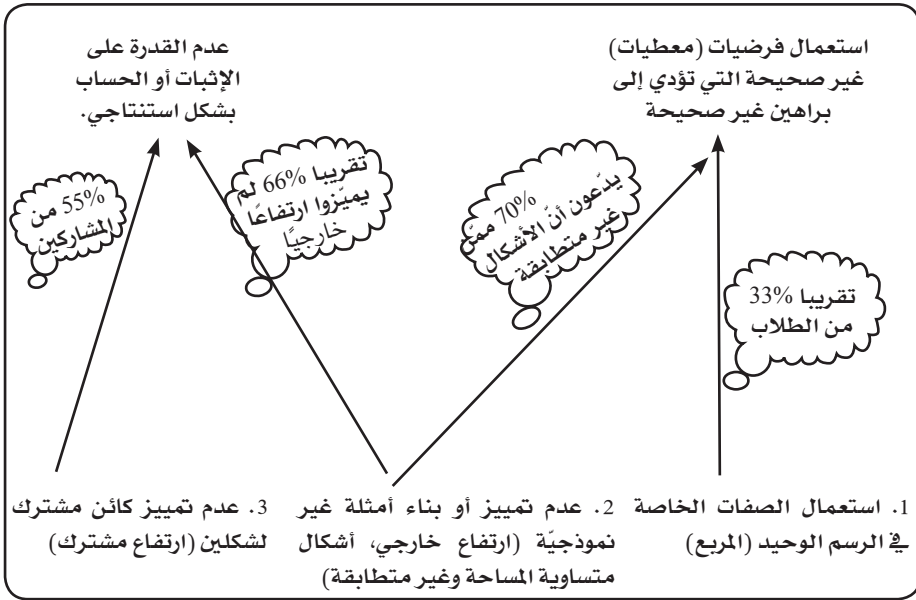 استعمال فرضيات (معطيات)
غير صحيحة التي تؤدي إلى
براهين غير صحيحة
عدم القدرة على
الإثبات أو الحساب
بشكل استنتاجي.
تقريبا 33%
من الطلاب
70% ممّن
يدّعون أنّ الأشكال
غير متطابقة
تقريبا 66% لم
يميّزوا ارتفاعًا
خارجيًا
55% من
المشاركين
1. استعمال الصفات الخاصة
في الرسم الوحيد (المربع)
2. عدم تمييز أو بناء أمثلة غير
نموذجيّة (ارتفاع خارجي، أشكال
متساوية المساحة وغير متطابقة)
3. عدم تمييز كائن مشترك
لشكلين (ارتفاع مشترك)